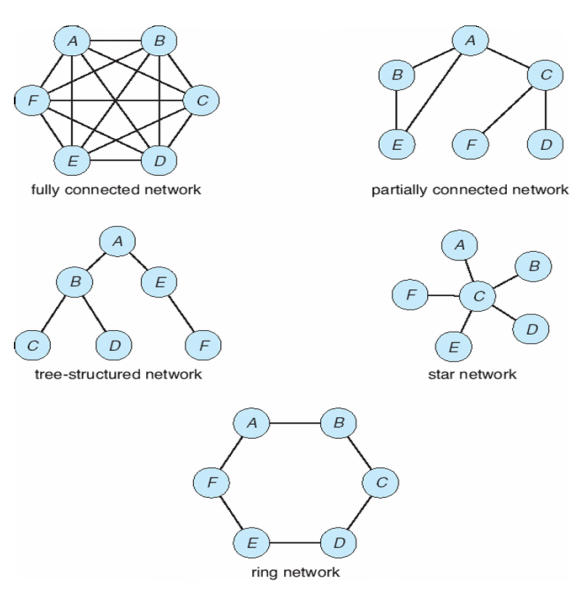 A B
F C
E D
fully connected network
A
B C
E F D
partially connected network
A
B E
C D F
tree-structured network
A
B
F C
D
E
star network
A B
F C
E D
ring network